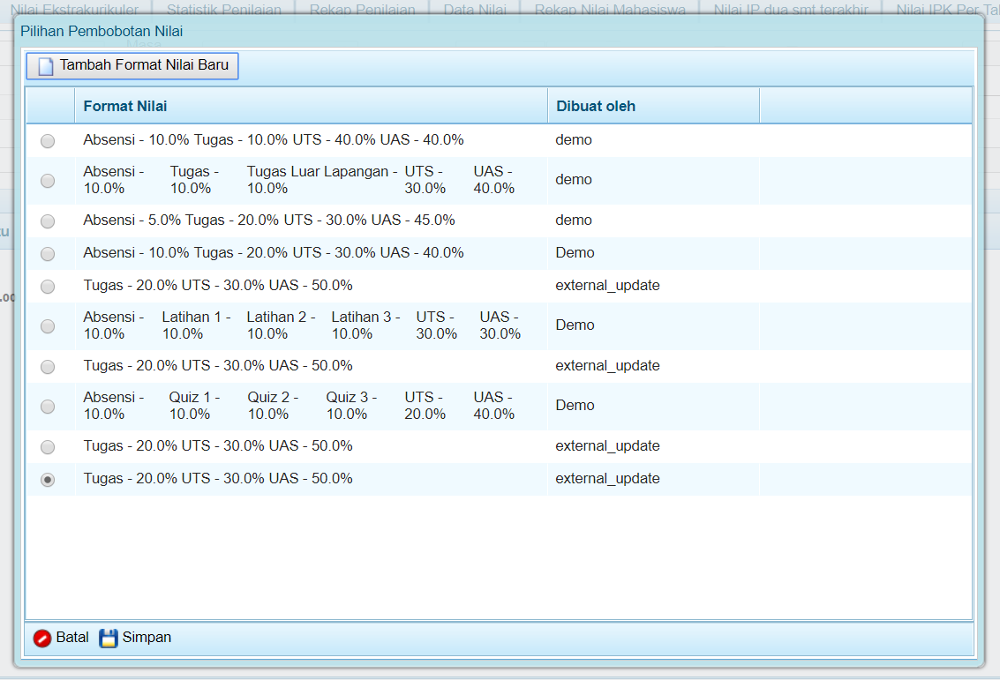 Nilai Ekstrakurikuler Statistik Penilaian Rekap Penilaian Data Nilai Rekap Nilai Mahasiswa Nilai IP dua smt terakhir Nilai IPK Per Ta
Pilihan Pembobotan Nilai
Tambah Format Nilai Baru
Format Nilai Dibuat oleh
Absensi - 10.0% Tugas - 10.0% UTS - 40.0% UAS - 40.0% demo
Absensi - Tugas - Tugas Luar Lapangan - UTS - UAS -
10.0% 10.0% 10.0% 30.0% 40.0%
demo
Absensi - 5.0% Tugas - 20.0% UTS - 30.0% UAS - 45.0% demo
Absensi - 10.0% Tugas - 20.0% UTS - 30.0% UAS - 40.0% Demo
Tugas - 20.0% UTS - 30.0% UAS - 50.0% external_update
Absensi - Latihan 1 - Latihan 2 - Latihan 3 - UTS - UAS -
10.0% 10.0% 10.0% 10.0% 30.0% 30.0%
Demo
Tugas - 20.0% UTS - 30.0% UAS - 50.0% external_update
Absensi - Quiz 1 - Quiz 2 - Quiz 3 - UTS - UAS -
10.0% 10.0% 10.0% 10.0% 20.0% 40.0%
Demo
Tugas - 20.0% UTS - 30.0% UAS - 50.0% external_update
Tugas - 20.0% UTS - 30.0% UAS - 50.0% external_update
Batal Simpan